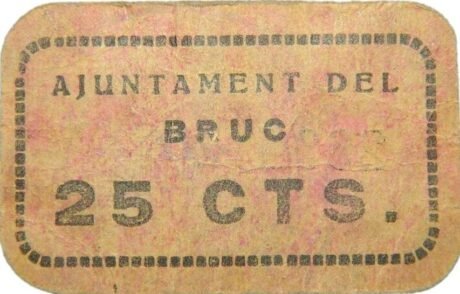 AJUNTAMENT DEL
BRUC
25 CTS.